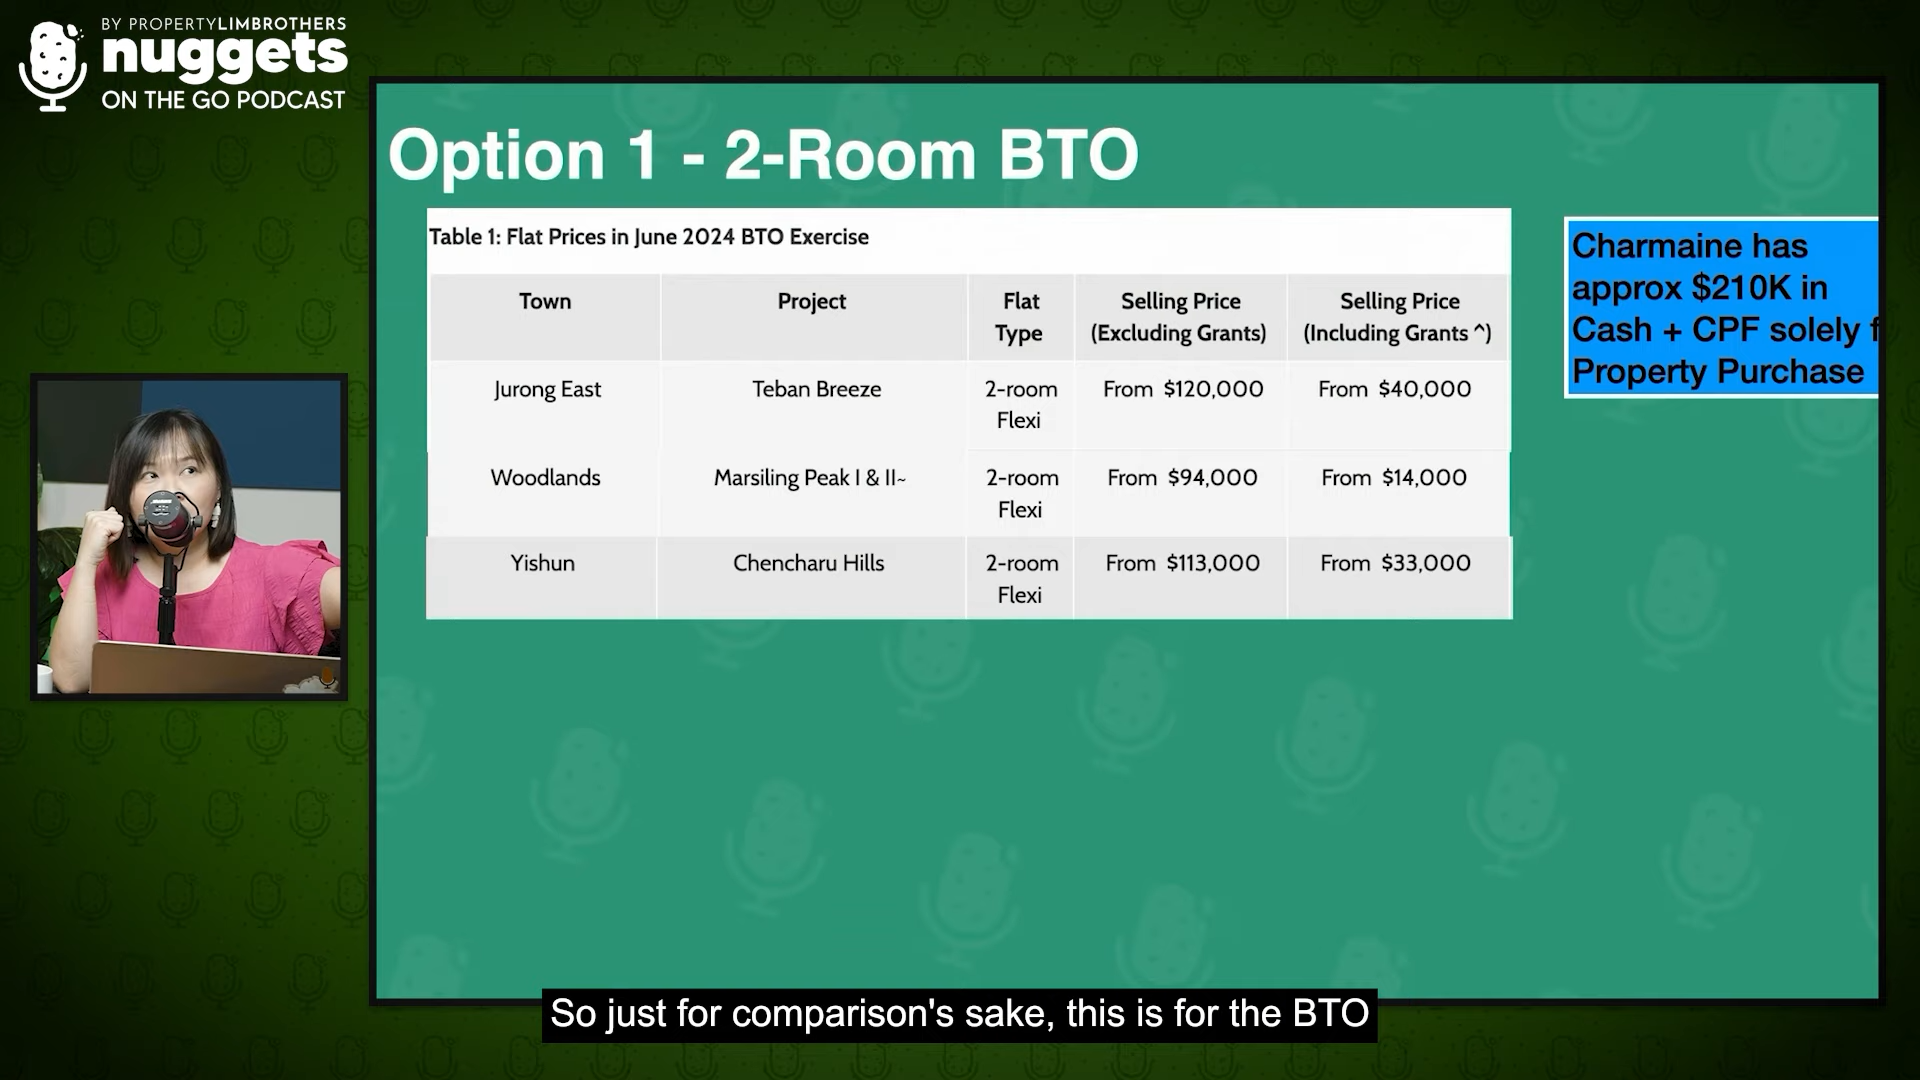 BY PROPERTYLIMBROTHERS
nuggets
ON THE GO PODCAST
Option 1 - 2-Room BTO
Table 1: Flat Prices in June 2024 BTO Exercise
Town Project Flat Type Selling Price (Excluding Grants) Selling Price (Including Grants ^)
Jurong East Teban Breeze 2-room Flexi From $120,000 From $40,000
Woodlands Marsiling Peak I & II~ 2-room Flexi From $94,000 From $14,000
Yishun Chencharu Hills 2-room Flexi From $113,000 From $33,000
Charmaine has
approx $210K in
Cash + CPF solely
Property Purchase
So just for comparison's sake, this is for the BTO